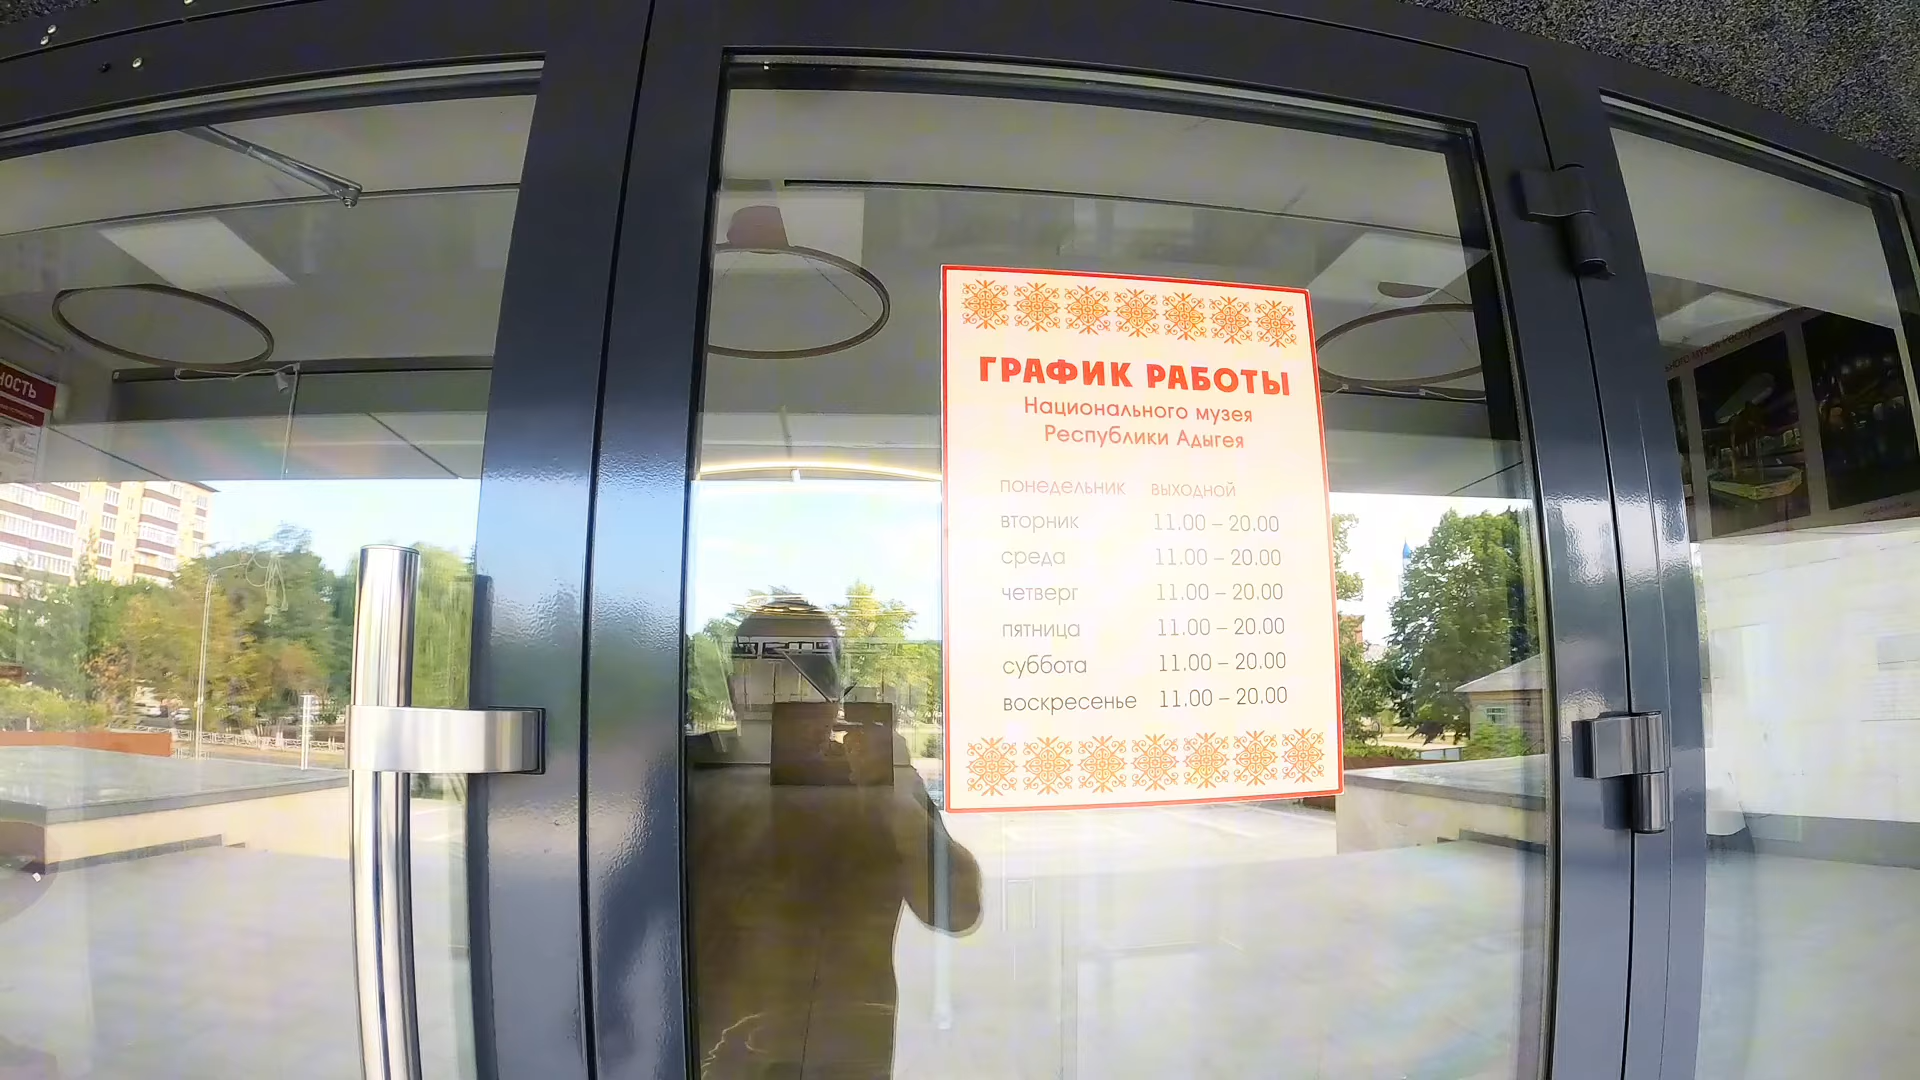 ГРАФИК РАБОТЫ
Национального музея
Республики Адыгея
понедельник выходной
вторник 11.00 – 20.00
среда 11.00 – 20.00
четверг 11.00 – 20.00
пятница 11.00 – 20.00
суббота 11.00 – 20.00
воскресенье 11.00 – 20.00